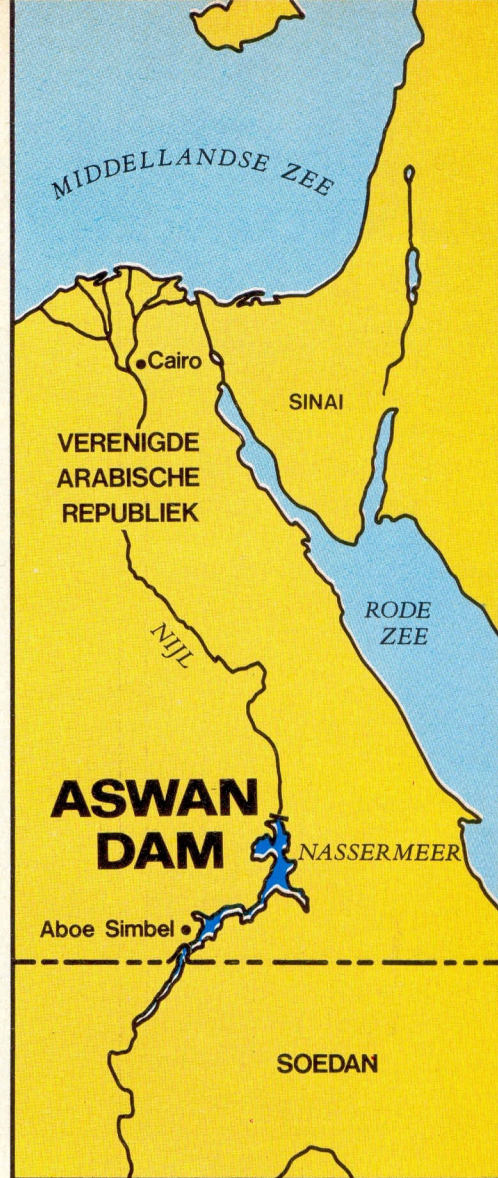 MIDDELLANDSE ZEE
Cairo
SINAI
VERENIGDE
ARABISCHE
REPUBLIEK
RODE
ZEE
NIJL
ASWAN
DAM
NASSERMEER
Aboe Simbel
SOEDAN